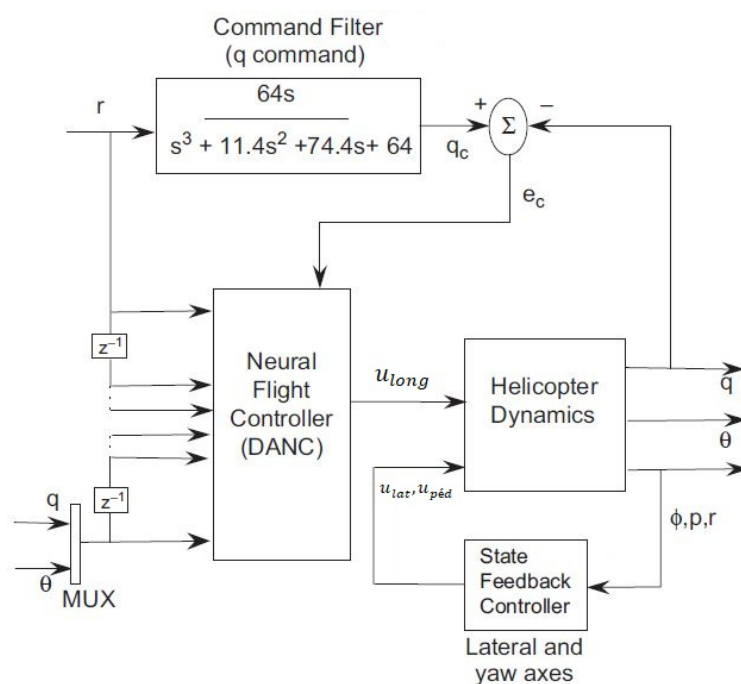 Command Filter
(q command)
r
64s
s³ + 11.4s² +74.4s+ 64
+
−
Σ
q_c
e_c
z⁻¹
Neural
Flight
Controller
(DANC)
u_long
Helicopter
Dynamics
q
θ
z⁻¹
q
θ
MUX
u_lat, u_péd
ϕ,p,r
State
Feedback
Controller
Lateral and
yaw axes